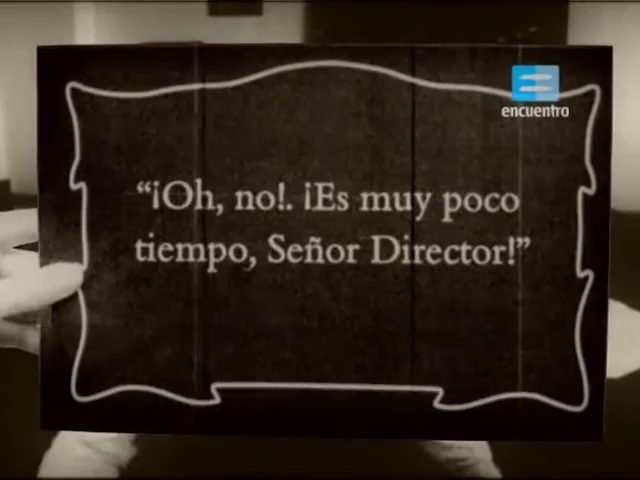 encuentro
“¡Oh, no!. ¡Es muy poco
tiempo, Señor Director!”